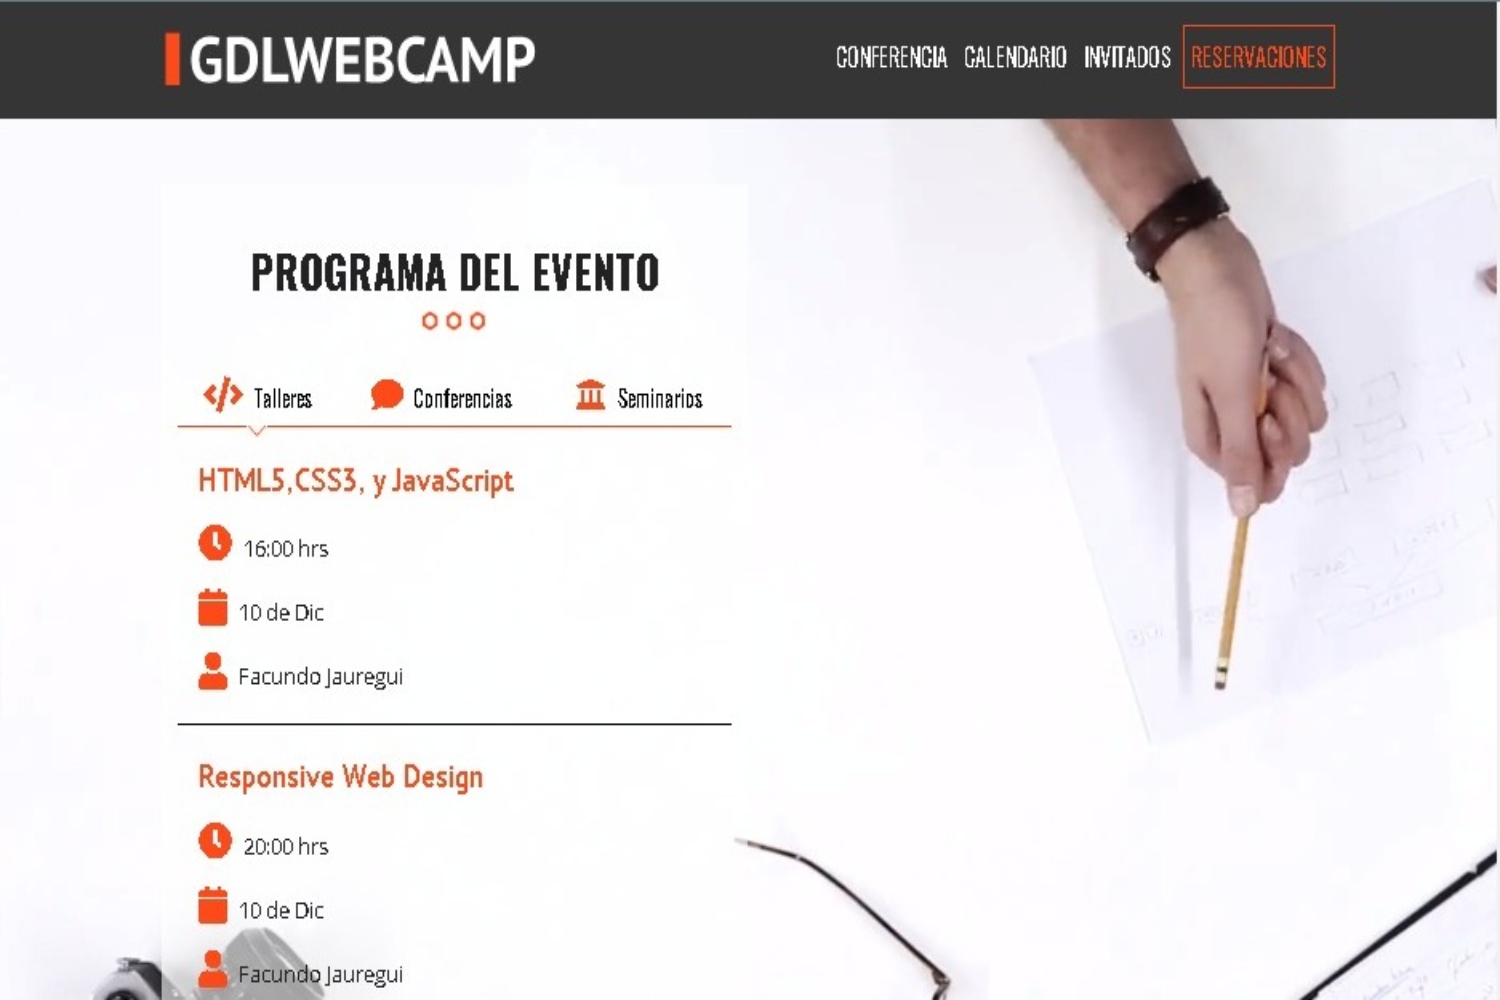 GDLWEBCAMP
CONFERENCIA CALENDARIO INVITADOS RESERVACIONES
PROGRAMA DEL EVENTO
Talleres Conferencias Seminarios
HTML5,CSS3, y JavaScript
16:00 hrs
10 de Dic
Facundo Jauregui
Responsive Web Design
20:00 hrs
10 de Dic
Facundo Jauregui